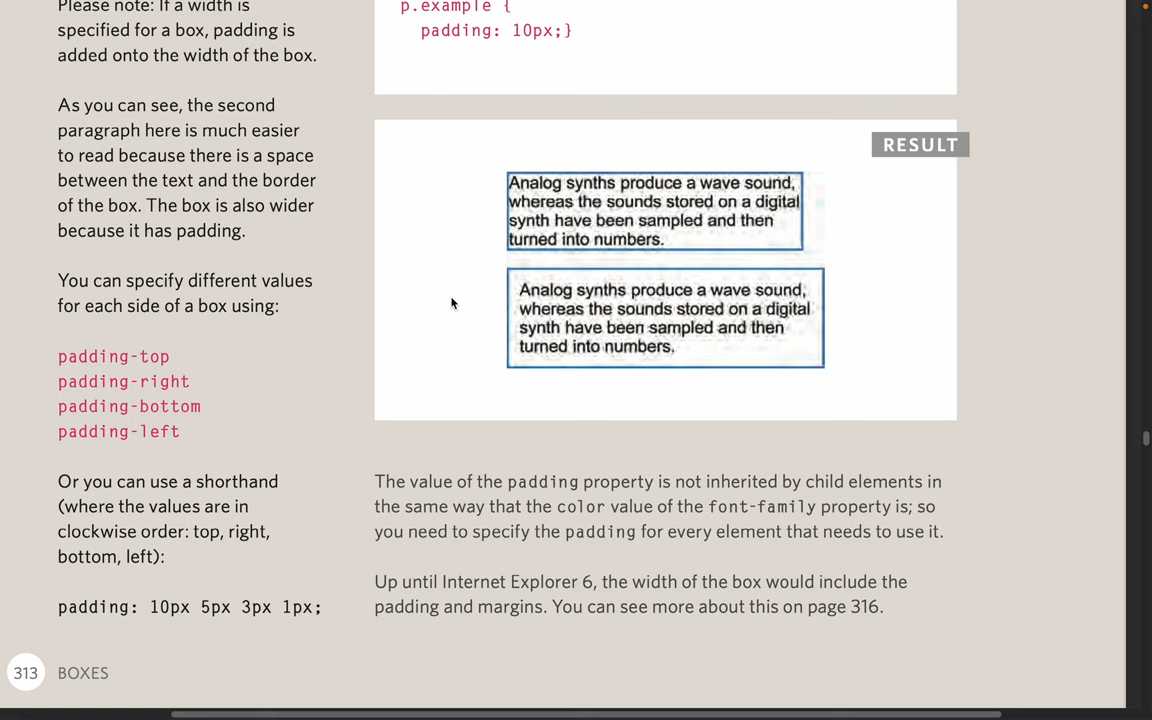 Please note: If a width is
specified for a box, padding is
added onto the width of the box.
As you can see, the second
paragraph here is much easier
to read because there is a space
between the text and the border
of the box. The box is also wider
because it has padding.
You can specify different values
for each side of a box using:
padding-top
padding-right
padding-bottom
padding-left
Or you can use a shorthand
(where the values are in
clockwise order: top, right,
bottom, left):
padding: 10px 5px 3px 1px;
p.example {
padding: 10px;}
RESULT
Analog synths produce a wave sound,
whereas the sounds stored on a digital
synth have been sampled and then
turned into numbers.
Analog synths produce a wave sound,
whereas the sounds stored on a digital
synth have been sampled and then
turned into numbers.
The value of the padding property is not inherited by child elements in
the same way that the color value of the font-family property is; so
you need to specify the padding for every element that needs to use it.
Up until Internet Explorer 6, the width of the box would include the
padding and margins. You can see more about this on page 316.
313 BOXES